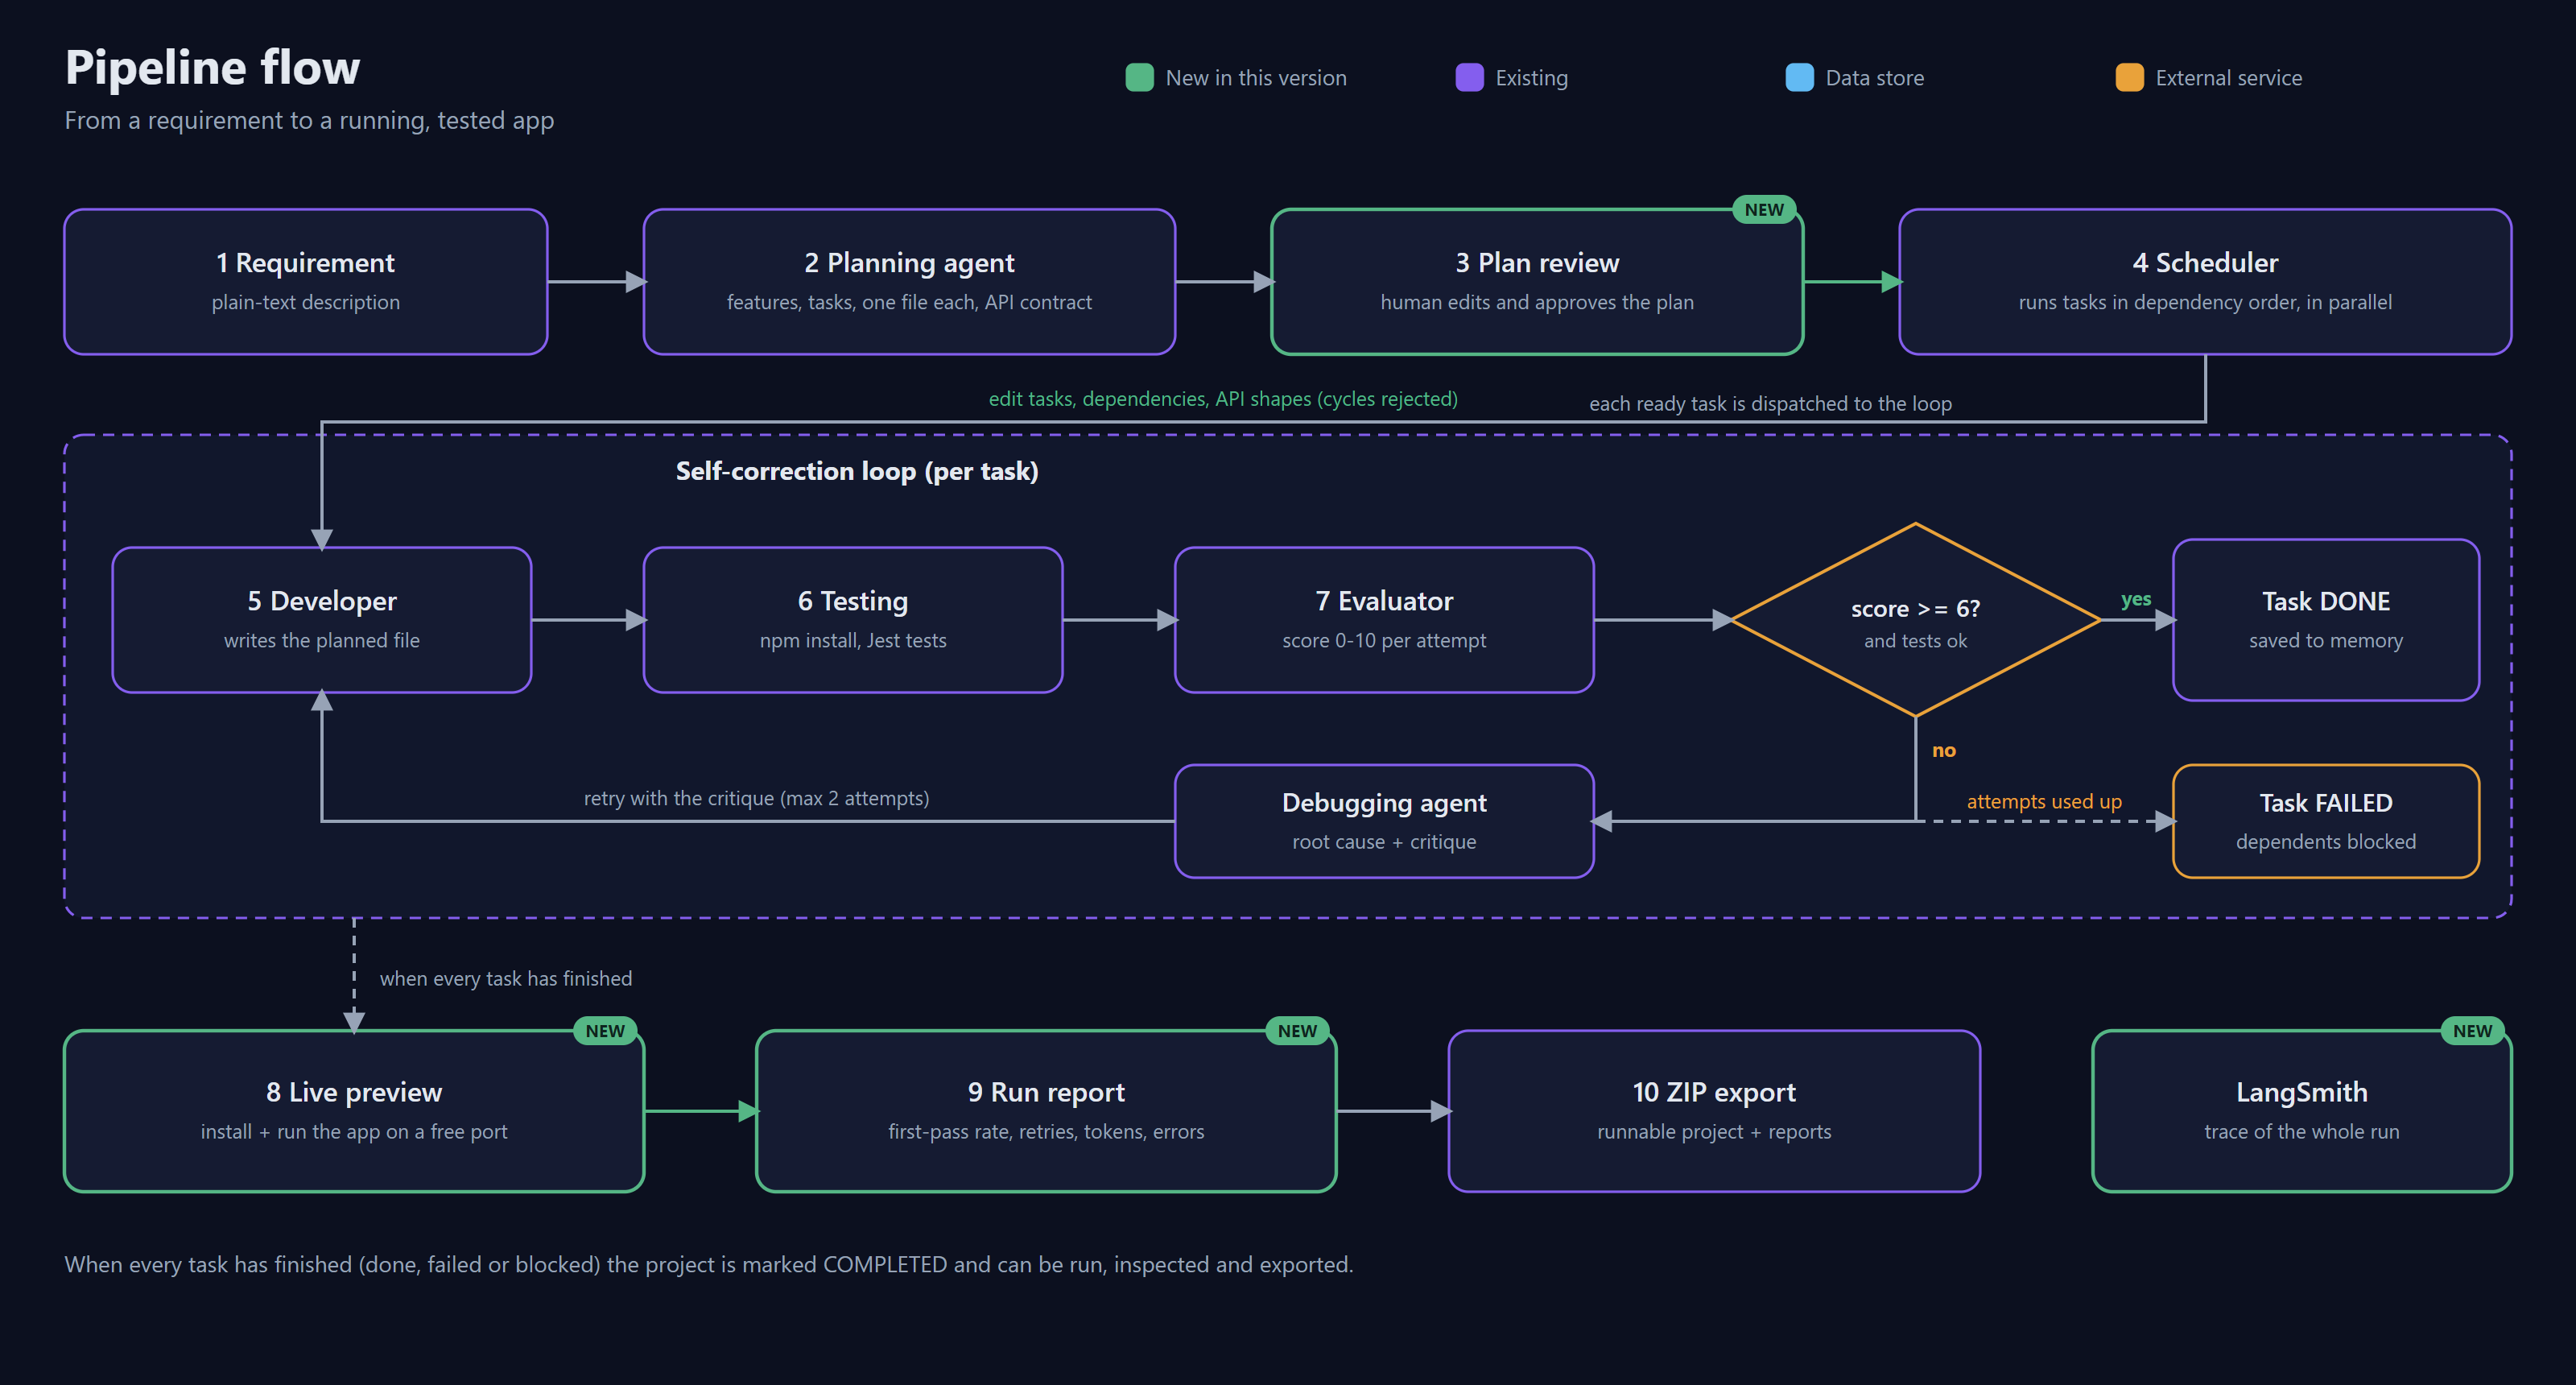 Pipeline flow
From a requirement to a running, tested app
New in this version
Existing
Data store
External service
NEW
1 Requirement
plain-text description
2 Planning agent
features, tasks, one file each, API contract
3 Plan review
human edits and approves the plan
4 Scheduler
runs tasks in dependency order, in parallel
edit tasks, dependencies, API shapes (cycles rejected)
each ready task is dispatched to the loop
Self-correction loop (per task)
5 Developer
writes the planned file
6 Testing
npm install, Jest tests
7 Evaluator
score 0-10 per attempt
score >= 6?
and tests ok
yes
Task DONE
saved to memory
no
retry with the critique (max 2 attempts)
Debugging agent
root cause + critique
attempts used up
Task FAILED
dependents blocked
when every task has finished
NEW
8 Live preview
install + run the app on a free port
NEW
9 Run report
first-pass rate, retries, tokens, errors
10 ZIP export
runnable project + reports
NEW
LangSmith
trace of the whole run
When every task has finished (done, failed or blocked) the project is marked COMPLETED and can be run, inspected and exported.